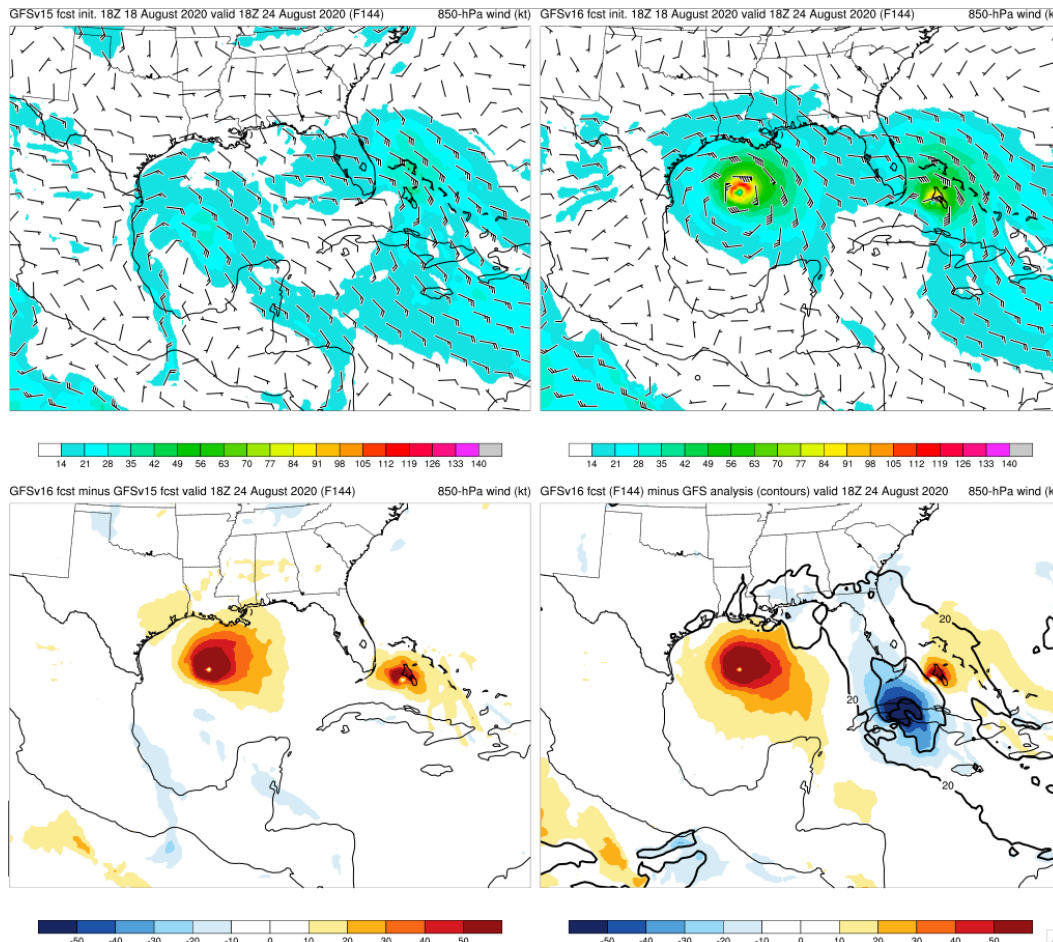 GFSv15 fcst init. 18Z 18 August 2020 valid 18Z 24 August 2020 (F144) 850-hPa wind (kt)
GFSv16 fcst init. 18Z 18 August 2020 valid 18Z 24 August 2020 (F144) 850-hPa wind (kt
14 21 28 35 42 49 56 63 70 77 84 91 98 105 112 119 126 133 140
14 21 28 35 42 49 56 63 70 77 84 91 98 105 112 119 126 133 140
GFSv16 fcst minus GFSv15 fcst valid 18Z 24 August 2020 (F144) 850-hPa wind (kt)
GFSv16 fcst (F144) minus GFS analysis (contours) valid 18Z 24 August 2020 850-hPa wind (kt
20
20
20
-50 -40 -30 -20 -10 0 10 20 30 40 50
-50 -40 -30 -20 -10 0 10 20 30 40 50